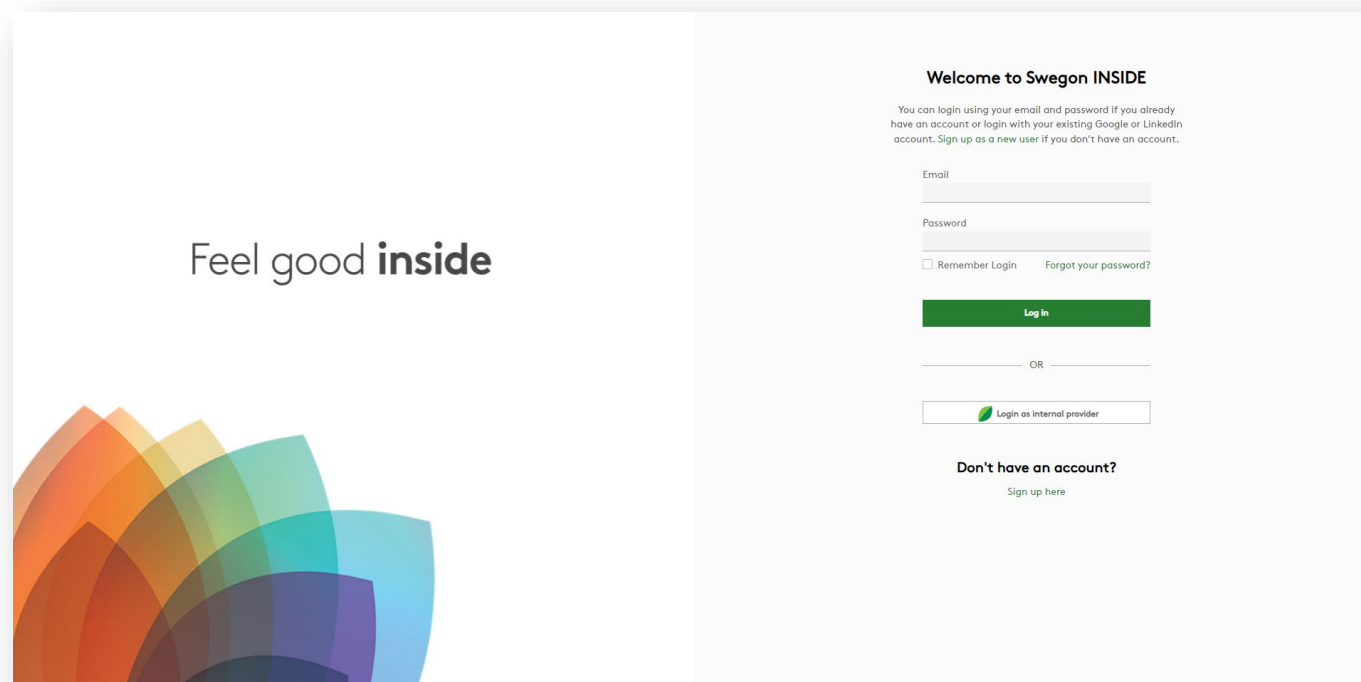 Feel good inside
Welcome to Swegon INSIDE
You can login using your email and password if you already
have an account or login with your existing Google or LinkedIn
account. Sign up as a new user if you don't have an account.
Email
Password
Remember Login Forgot your password?
Log in
OR
Login as internal provider
Don't have an account?
Sign up here